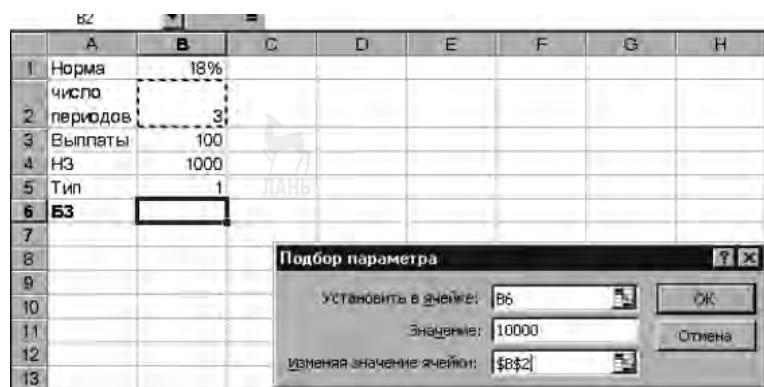 B2 =
A B C D E F G H
1 Норма 18%
число
2 периодов 3
3 Выплаты 100
4 НЗ 1000
5 Тип 1
6 БЗ
7
8
9
10
11
12
13
ЛАНЬ
Подбор параметра ? ×
Установить в ячейке: B6 ОК
Значение: 10000 Отмена
Изменяя значение ячейки: $B$2